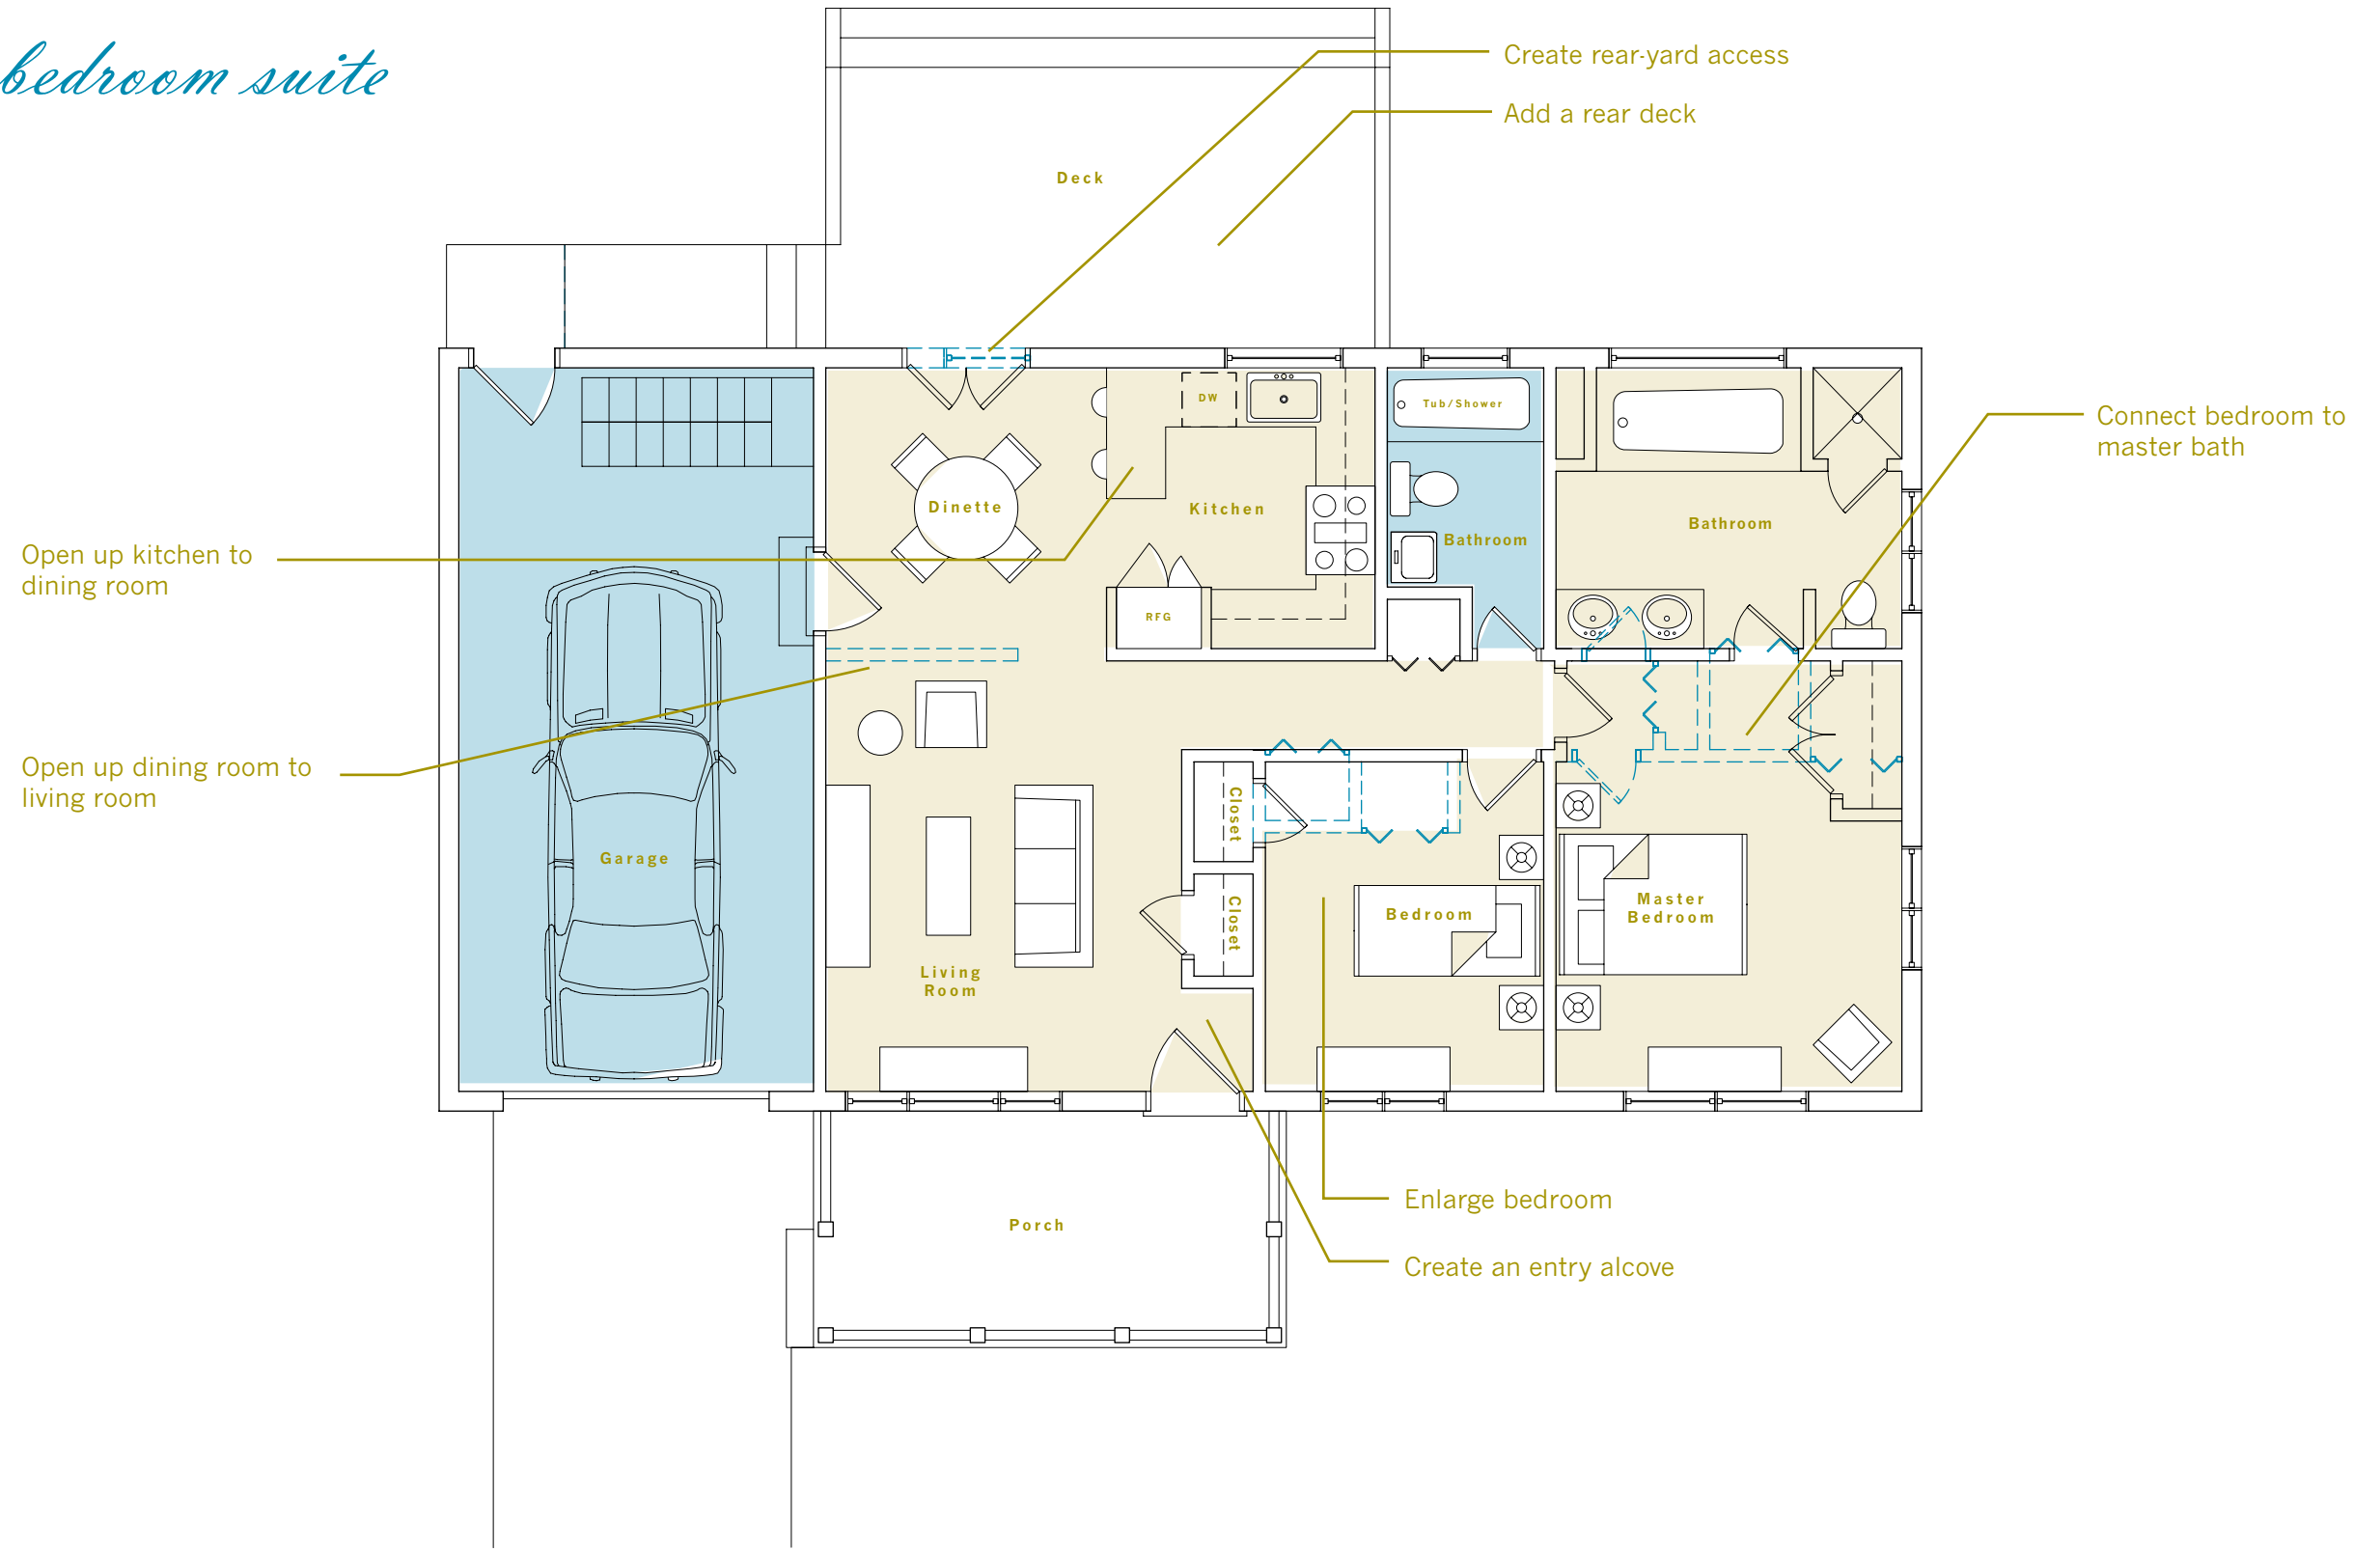 bedroom suite
Create rear-yard access
Add a rear deck
Deck
Connect bedroom to
master bath
DW
Tub/Shower
Dinette
Kitchen
Bathroom
Bathroom
Open up kitchen to
dining room
RFG
Open up dining room to
living room
Closet
Garage
Closet
Bedroom
Master
Bedroom
Living
Room
Enlarge bedroom
Porch
Create an entry alcove